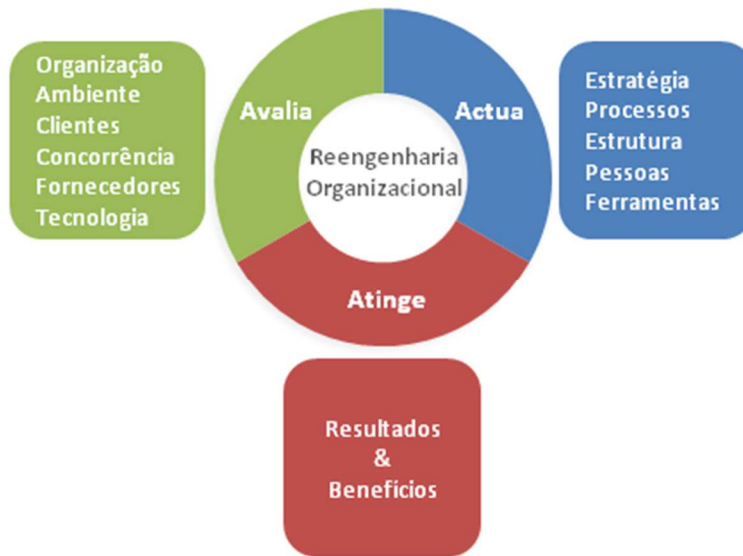 Organização
Ambiente
Clientes
Concorrência
Fornecedores
Tecnologia
Avalia
Actua
Reengenharia
Organizacional
Atinge
Estratégia
Processos
Estrutura
Pessoas
Ferramentas
Resultados
&
Benefícios